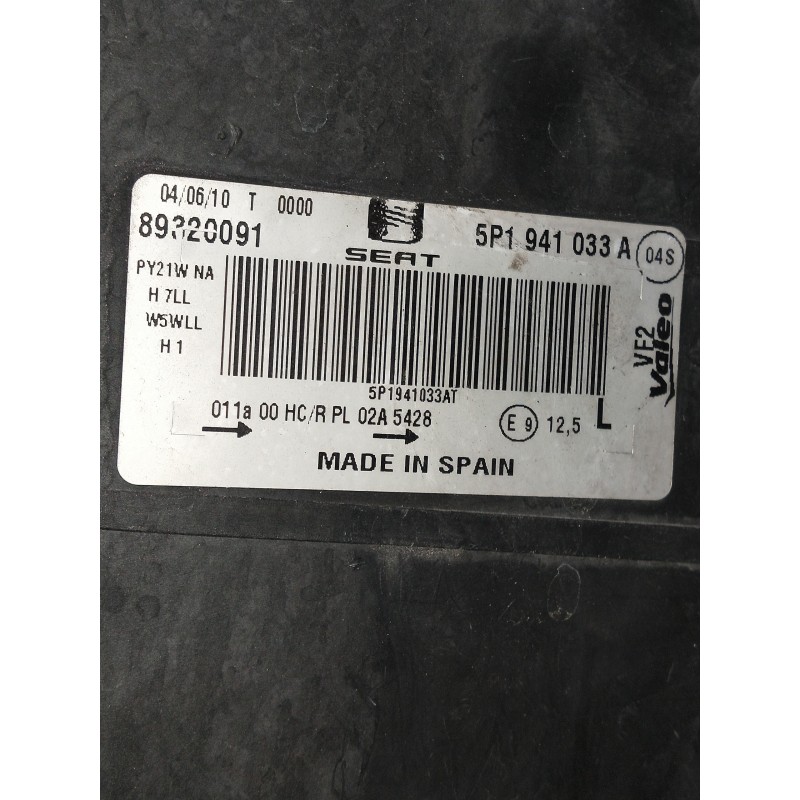 04/06/10 T 0000
89320091
SEAT
5P1 941 033 A
04S
PY21W NA
H 7LL
W5WLL
H 1
5P1941033AT
VF2
Valeo
011a 00 HC/R PL 02A 5428
E 9
12,5
L
MADE IN SPAIN